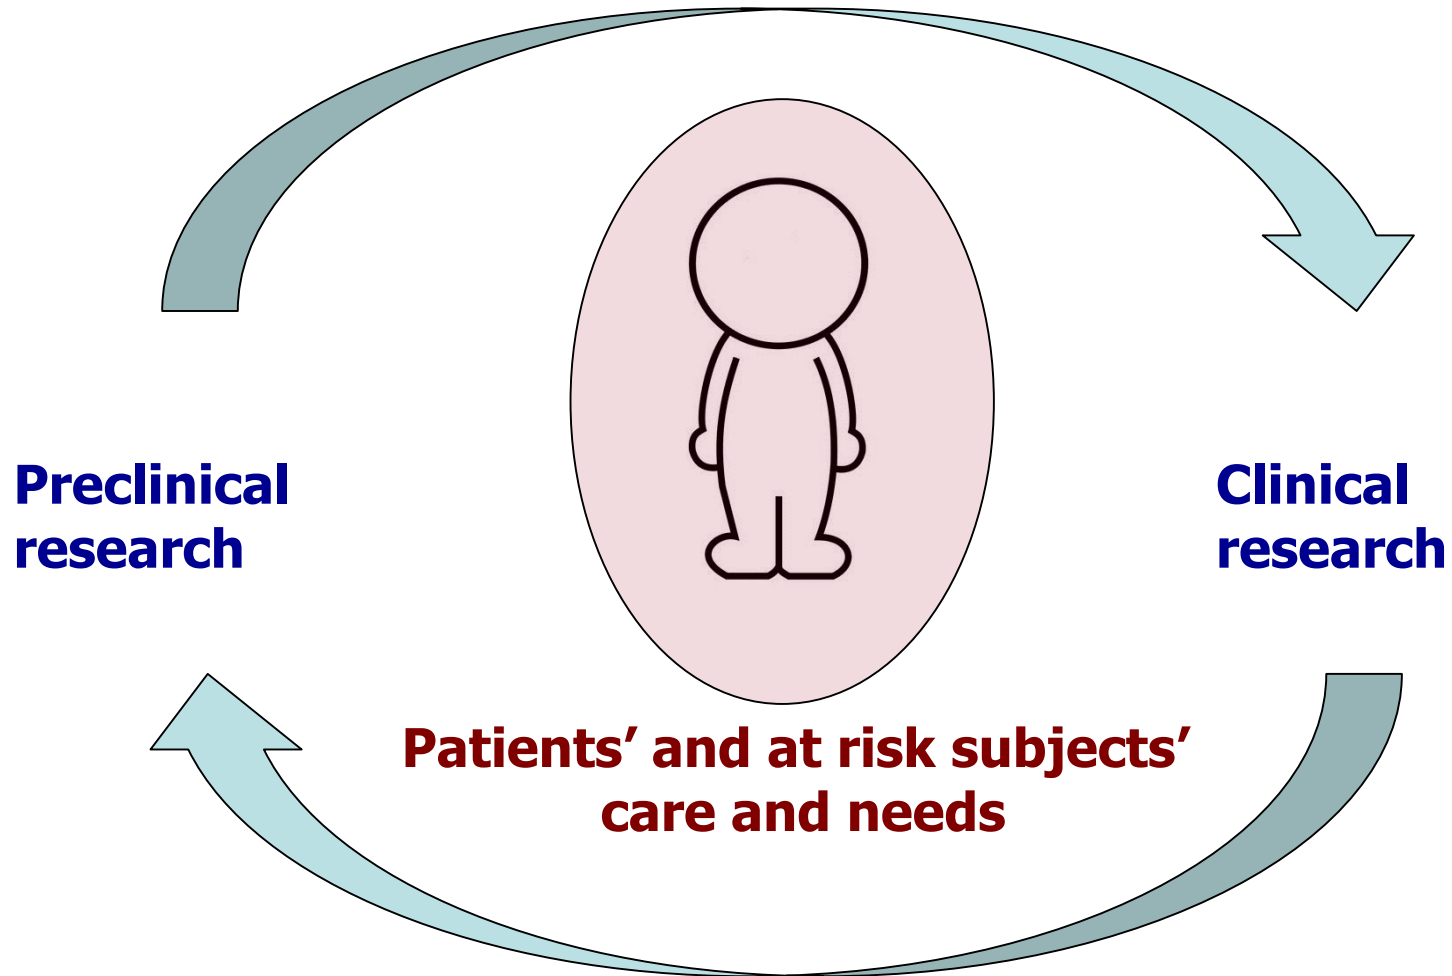 Preclinical
research
Clinical
research
Patients’ and at risk subjects’
care and needs